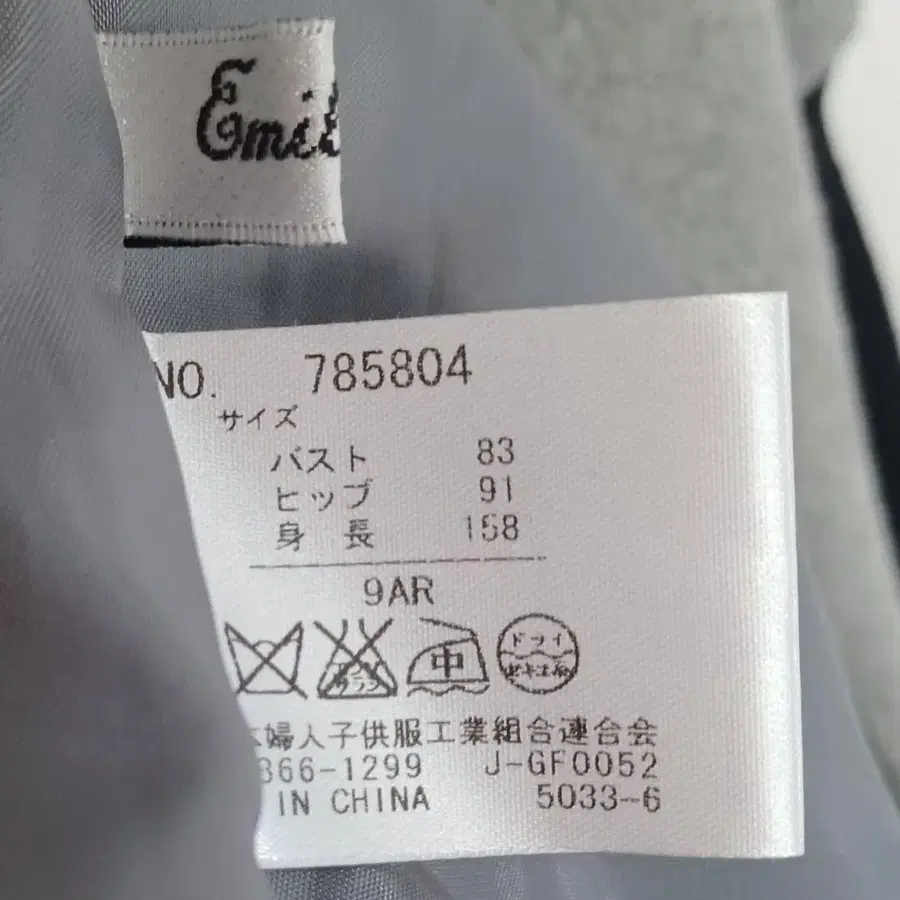 Emil
NO. 785804
サイズ
バスト 83
ヒップ 91
身長 158
9AR
中 ドライ
婦人子供服工業組合連合会
366-1299 J-GF0052
IN CHINA 5033-6